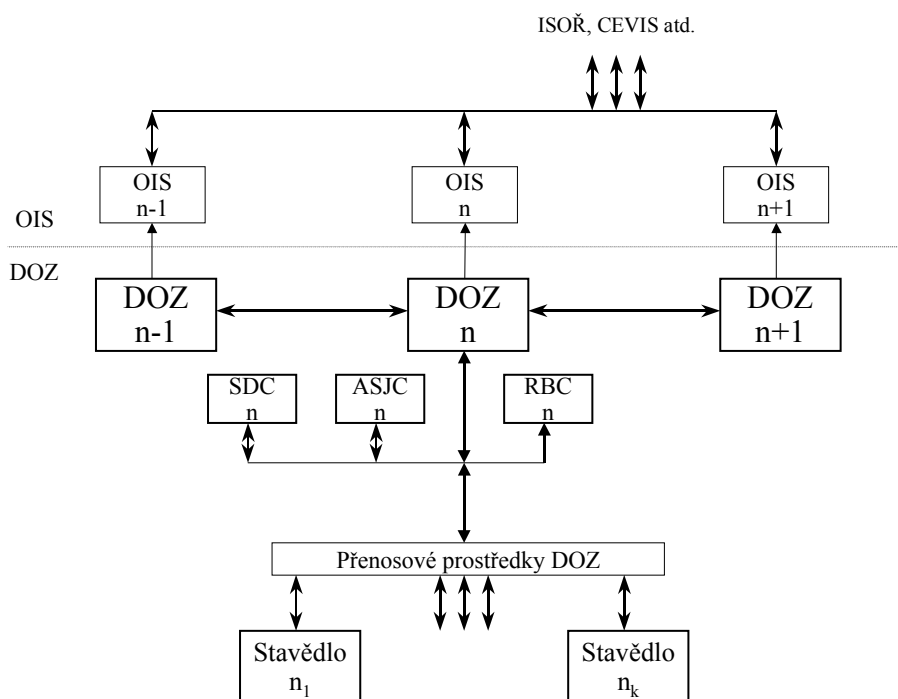 ISOŘ, CEVIS atd.
OIS
n-1
OIS
n
OIS
n+1
OIS
DOZ
DOZ
n-1
DOZ
n
DOZ
n+1
SDC
n
ASJC
n
RBC
n
Přenosové prostředky DOZ
Stavědlo
n1
Stavědlo
nk